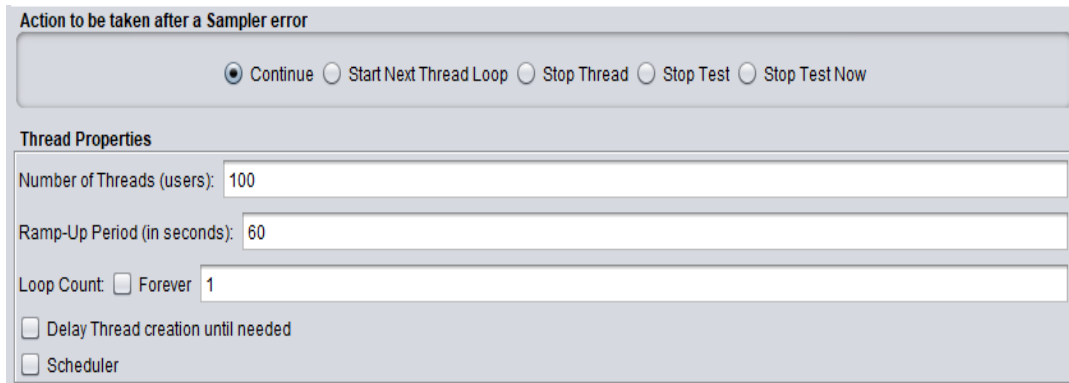 Action to be taken after a Sampler error
Continue Start Next Thread Loop Stop Thread Stop Test Stop Test Now
Thread Properties
Number of Threads (users): 100
Ramp-Up Period (in seconds): 60
Loop Count: Forever 1
Delay Thread creation until needed
Scheduler